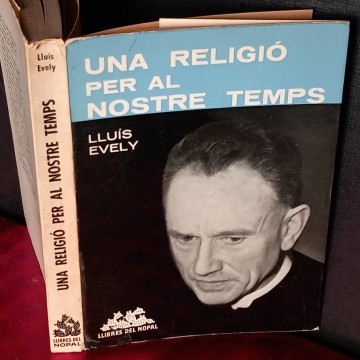 Lluís
Evely
UNA RELIGIÓ PER AL NOSTRE TEMPS
LLIBRES DEL
NOPAL
UNA RELIGIÓ
PER AL
NOSTRE TEMPS
LLUÍS
EVELY
LLIBRES DEL NOPAL